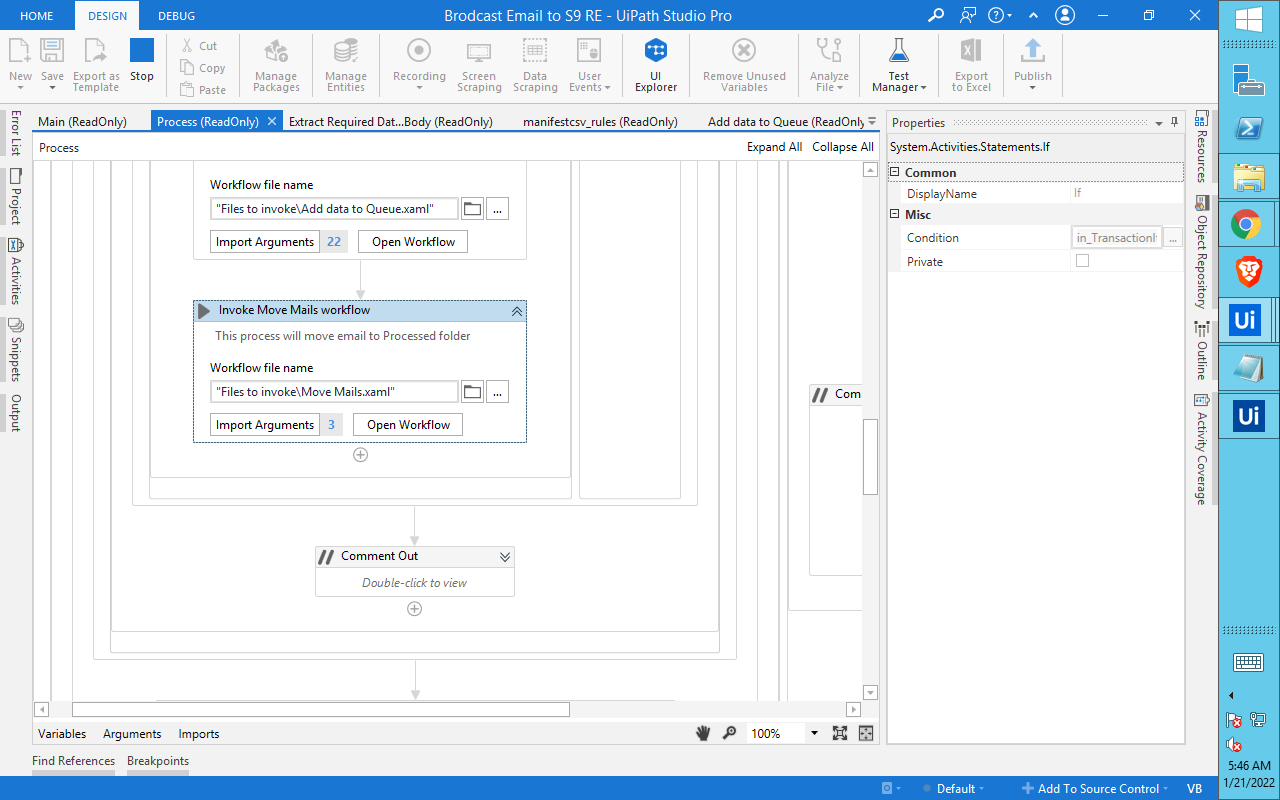 HOME DESIGN DEBUG Brodcast Email to S9 RE - UiPath Studio Pro
New Save Export as Template Stop
Cut
Copy
Paste
Manage Packages
Manage Entities
Recording
Screen Scraping
Data Scraping
User Events
UI Explorer
Remove Unused Variables
Analyze File
Test Manager
Export to Excel
Publish
Error List
Project
Activities
Snippets
Output
Main (ReadOnly) Process (ReadOnly) Extract Required Dat...Body (ReadOnly) manifestcsv_rules (ReadOnly) Add data to Queue (ReadOnly
Process Expand All Collapse All
Workflow file name
"Files to invoke\Add data to Queue.xaml" ...
Import Arguments 22 Open Workflow
Invoke Move Mails workflow
This process will move email to Processed folder
Workflow file name
"Files to invoke\Move Mails.xaml" ...
Import Arguments 3 Open Workflow
Com
// Comment Out
Double-click to view
Variables Arguments Imports 100%
Find References Breakpoints
Properties
System.Activities.Statements.If
Common
DisplayName If
Misc
Condition in_TransactionI ...
Private
Resources
Object Repository
Outline
Activity Coverage
Default Add To Source Control VB
Ui
Ui
5:46 AM
1/21/2022